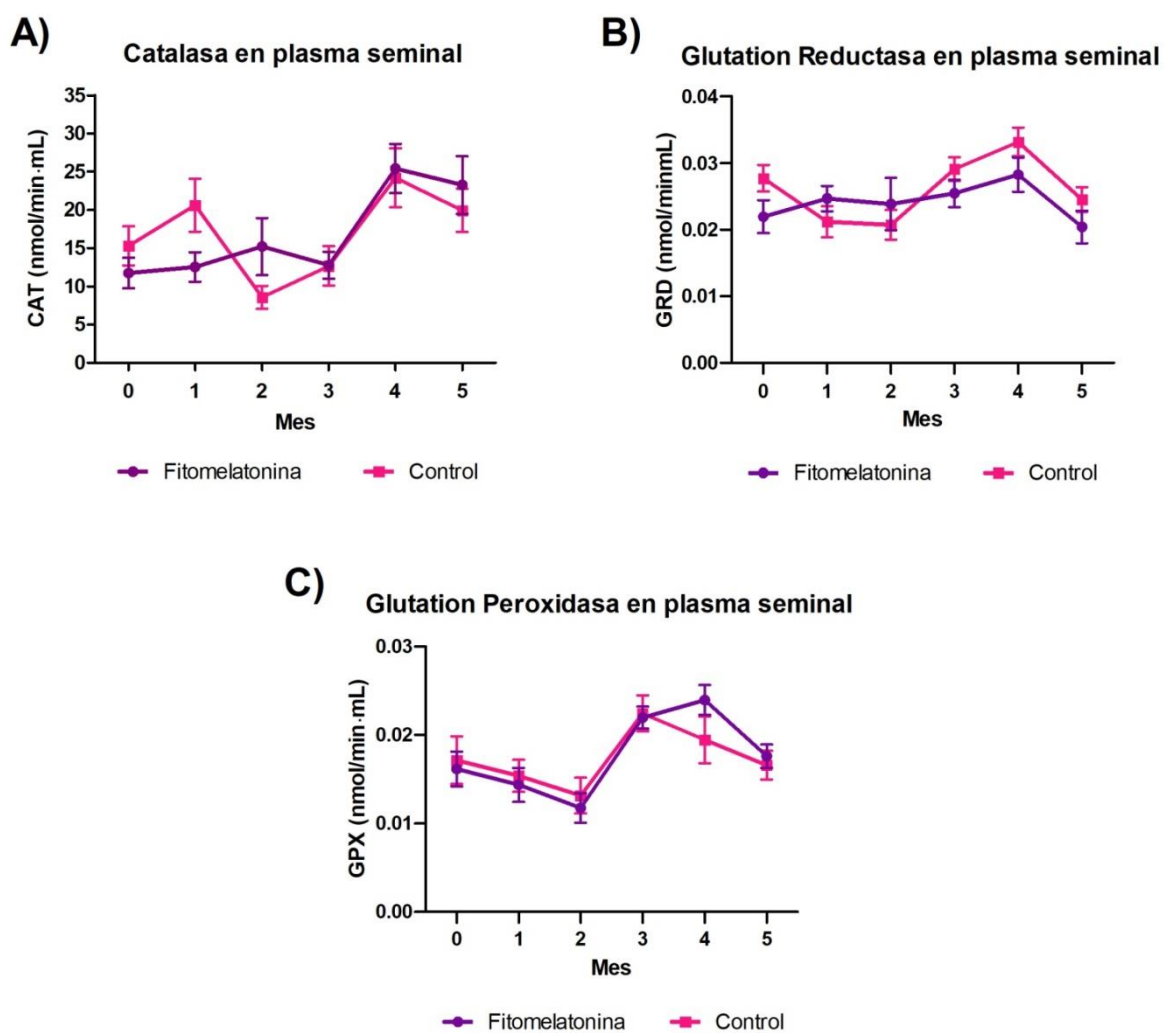 A)
Catalasa en plasma seminal
CAT (nmol/min·mL)
35
30
25
20
15
10
5
0
0 1 2 3 4 5
Mes
Fitomelatonina Control
B)
Glutation Reductasa en plasma seminal
GRD (nmol/minmL)
0.04
0.03
0.02
0.01
0.00
0 1 2 3 4 5
Mes
Fitomelatonina Control
C)
Glutation Peroxidasa en plasma seminal
GPX (nmol/min·mL)
0.03
0.02
0.01
0.00
0 1 2 3 4 5
Mes
Fitomelatonina Control